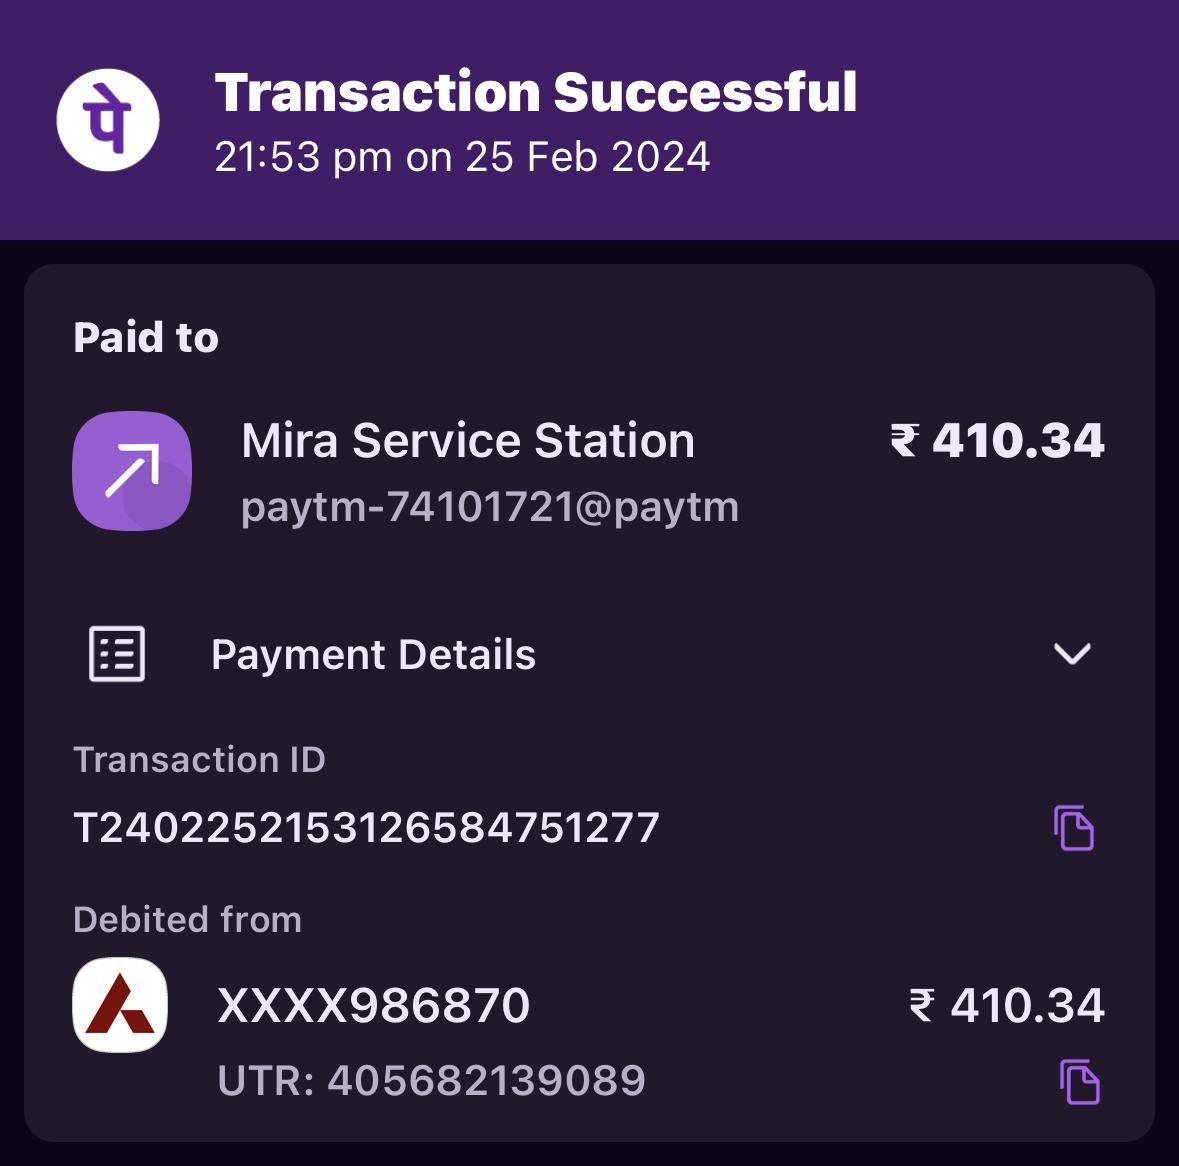 पे
Transaction Successful
21:53 pm on 25 Feb 2024
Paid to
Mira Service Station ₹ 410.34
paytm-74101721@paytm
Payment Details
Transaction ID
T2402252153126584751277
Debited from
XXXX986870 ₹ 410.34
UTR: 405682139089